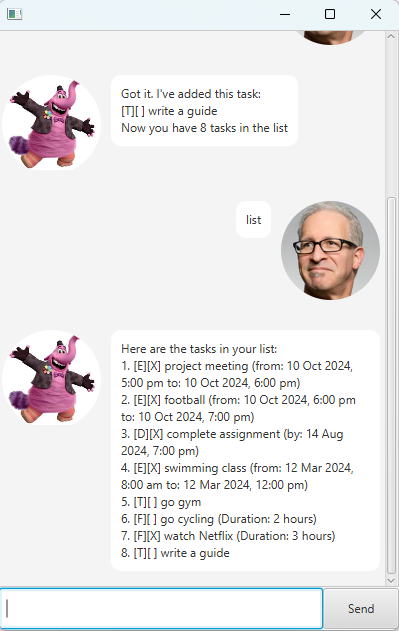 Got it. I've added this task:
[T][ ] write a guide
Now you have 8 tasks in the list
list
Here are the tasks in your list:
1. [E][X] project meeting (from: 10 Oct 2024,
5:00 pm to: 10 Oct 2024, 6:00 pm)
2. [E][X] football (from: 10 Oct 2024, 6:00 pm
to: 10 Oct 2024, 7:00 pm)
3. [D][X] complete assignment (by: 14 Aug
2024, 7:00 pm)
4. [E][X] swimming class (from: 12 Mar 2024,
8:00 am to: 12 Mar 2024, 12:00 pm)
5. [T][ ] go gym
6. [F][ ] go cycling (Duration: 2 hours)
7. [F][X] watch Netflix (Duration: 3 hours)
8. [T][ ] write a guide
Send